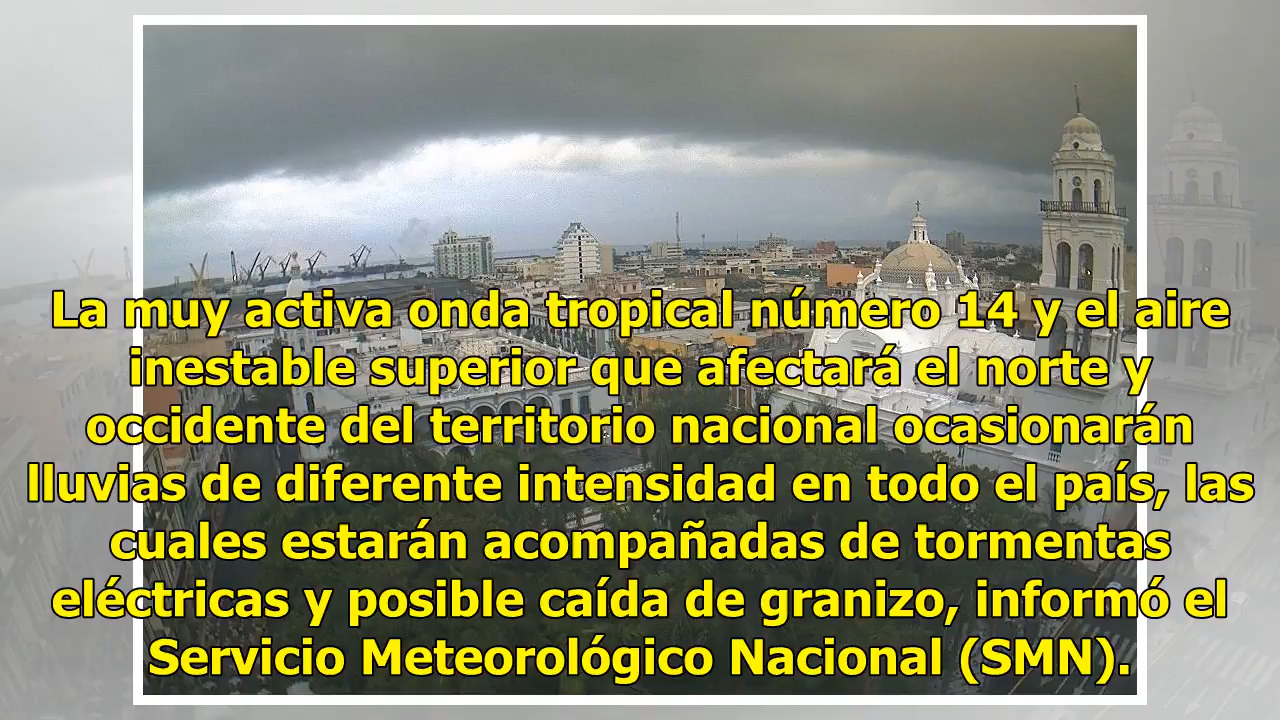 La muy activa onda tropical número 14 y el aire
inestable superior que afectará el norte y
occidente del territorio nacional ocasionarán
lluvias de diferente intensidad en todo el país, las
cuales estarán acompañadas de tormentas
eléctricas y posible caída de granizo, informó el
Servicio Meteorológico Nacional (SMN).